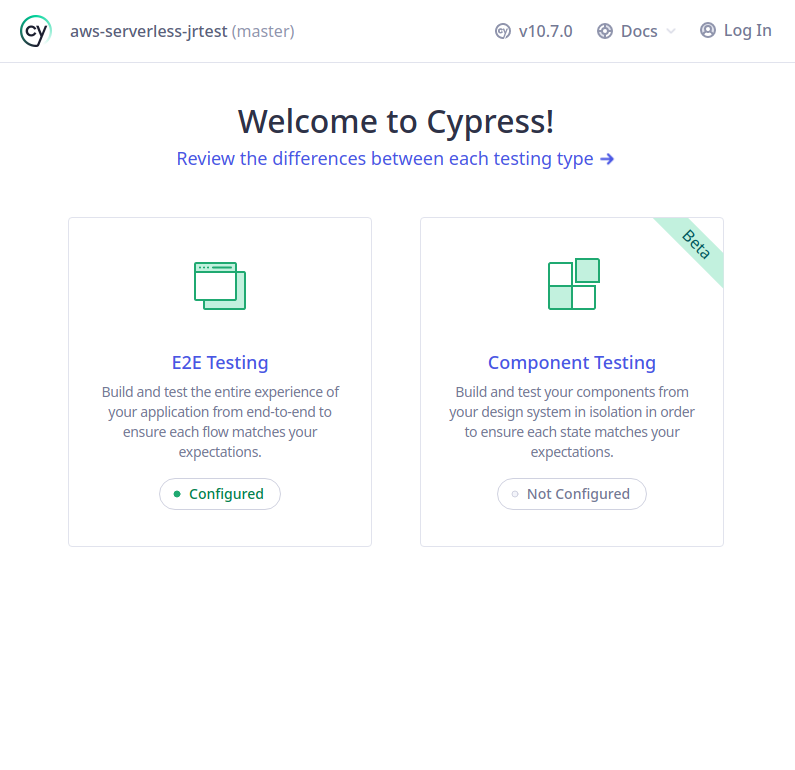 cy aws-serverless-jrtest (master) v10.7.0 Docs Log In
Welcome to Cypress!
Review the differences between each testing type →
Beta
E2E Testing
Build and test the entire experience of
your application from end-to-end to
ensure each flow matches your
expectations.
Configured
Component Testing
Build and test your components from
your design system in isolation in order
to ensure each state matches your
expectations.
Not Configured